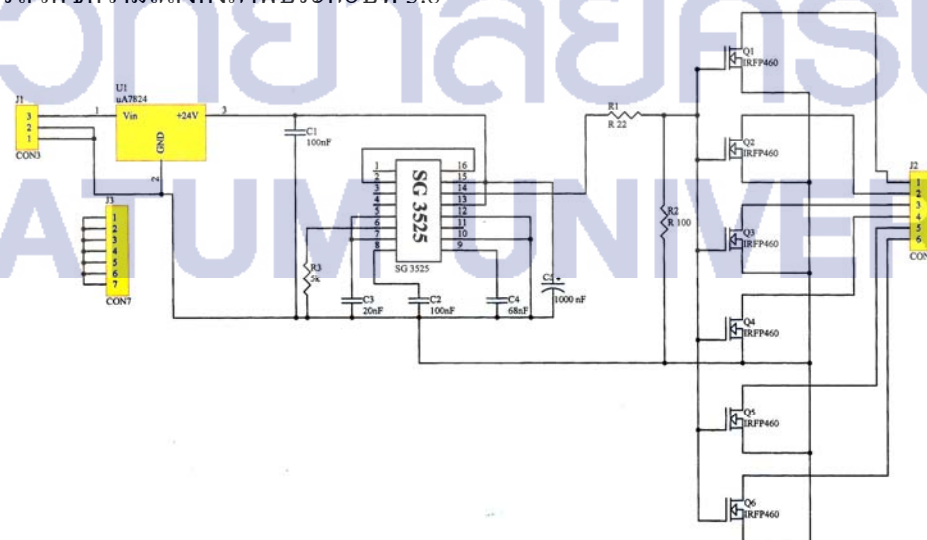 J1
3
2
1
CON3
U1
uA7824
Vin
+24V
GND
1
3
2
J3
1
2
3
4
5
6
7
CON7
C1
100nF
1
2
3
4
5
6
7
8
16
15
14
13
12
11
10
9
SG 3525
SG 3525
R3
5k
C3
20nF
C2
100nF
C4
68nF
C5
+
1000 nF
R1
R 22
R2
R 100
Q1
IRFP460
Q2
IRFP460
Q3
IRFP460
Q4
IRFP460
Q5
IRFP460
Q6
IRFP460
J2
1
2
3
4
5
6
CON
ATUM UNIVE